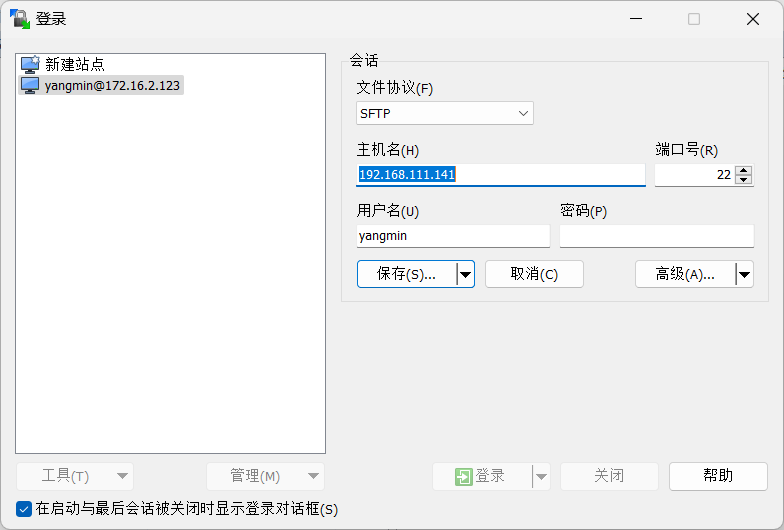 登录
新建站点
yangmin@172.16.2.123
会话
文件协议(F)
SFTP
主机名(H)
端口号(R)
192.168.111.141
22
用户名(U)
密码(P)
yangmin
保存(S)...
取消(C)
高级(A)...
工具(T)
管理(M)
登录
关闭
帮助
在启动与最后会话被关闭时显示登录对话框(S)